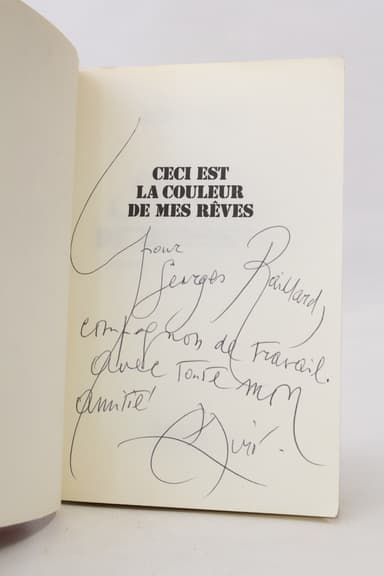 CECI EST
LA COULEUR
DE MES RÊVES
pour
Georges Raillard,
compagnon de travail.
avec toute mon
amitié
Miró.